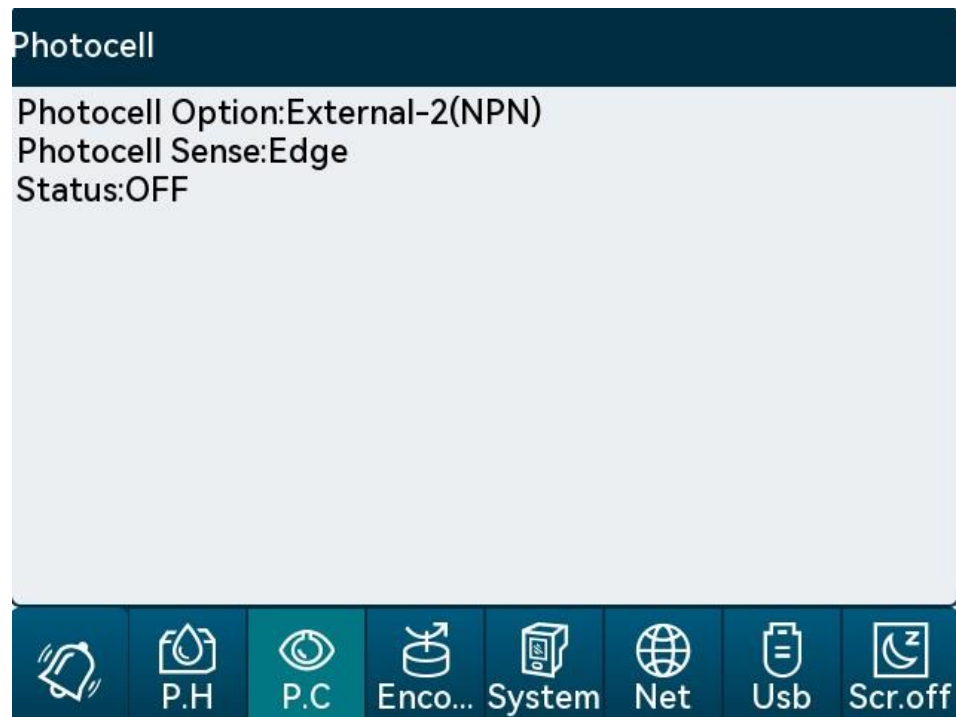 Photocell
Photocell Option:External-2(NPN)
Photocell Sense:Edge
Status:OFF
P.H P.C Enco... System Net Usb Scr.off